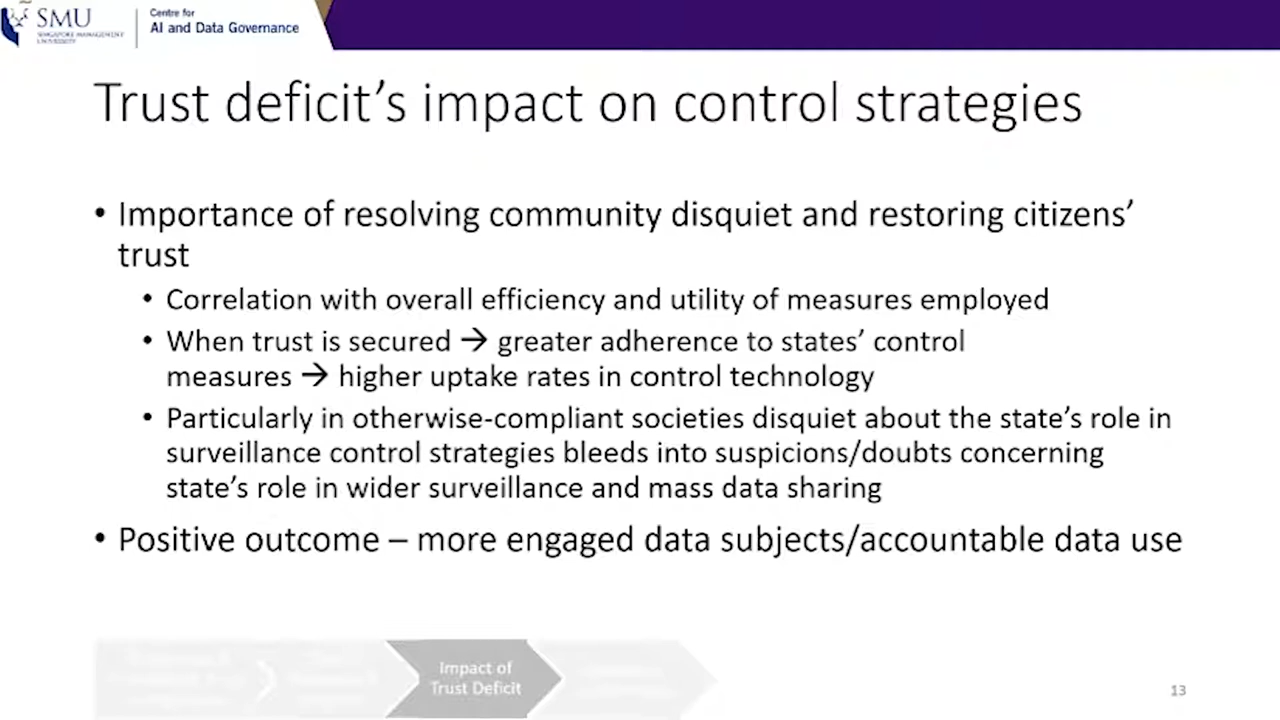 SMU
SINGAPORE MANAGEMENT
UNIVERSITY
Centre for
AI and Data Governance
Trust deficit's impact on control strategies
• Importance of resolving community disquiet and restoring citizens'
trust
• Correlation with overall efficiency and utility of measures employed
• When trust is secured → greater adherence to states' control
measures → higher uptake rates in control technology
• Particularly in otherwise-compliant societies disquiet about the state's role in
surveillance control strategies bleeds into suspicions/doubts concerning
state's role in wider surveillance and mass data sharing
• Positive outcome – more engaged data subjects/accountable data use
Impact of
Trust Deficit
13